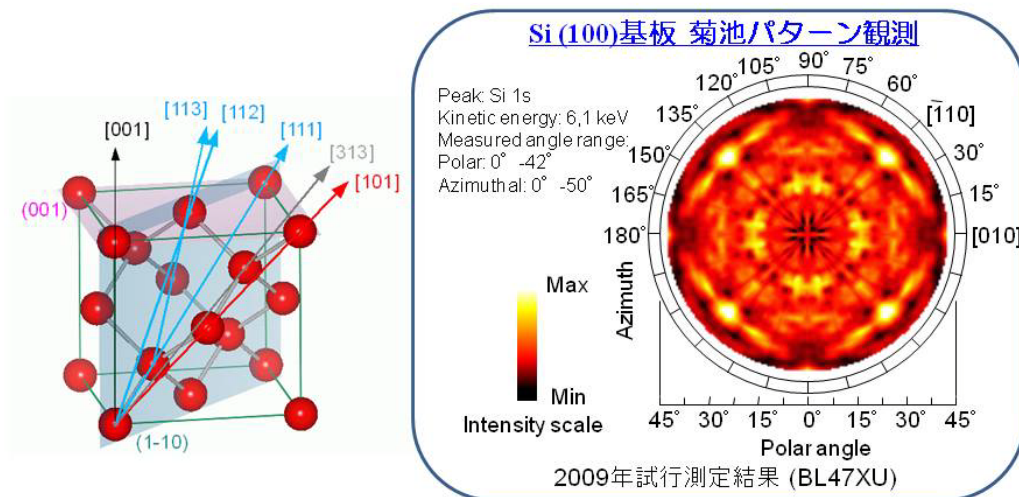 [113]
[112]
[001]
[111]
[313]
[101]
(001)
(1-10)
Si (100)基板 菊池パターン観測
Peak: Si 1s
Kinetic energy: 6,1 keV
Measured angle range:
Polar: 0° -42°
Azimuthal: 0° -50°
Max
Min
Intensity scale
90°
105°
75°
120°
60°
135°
[1̅10]
150°
30°
165°
15°
180°
[010]
Azimuth
45° 30° 15° 0° 15° 30° 45°
Polar angle
2009年試行測定結果 (BL47XU)